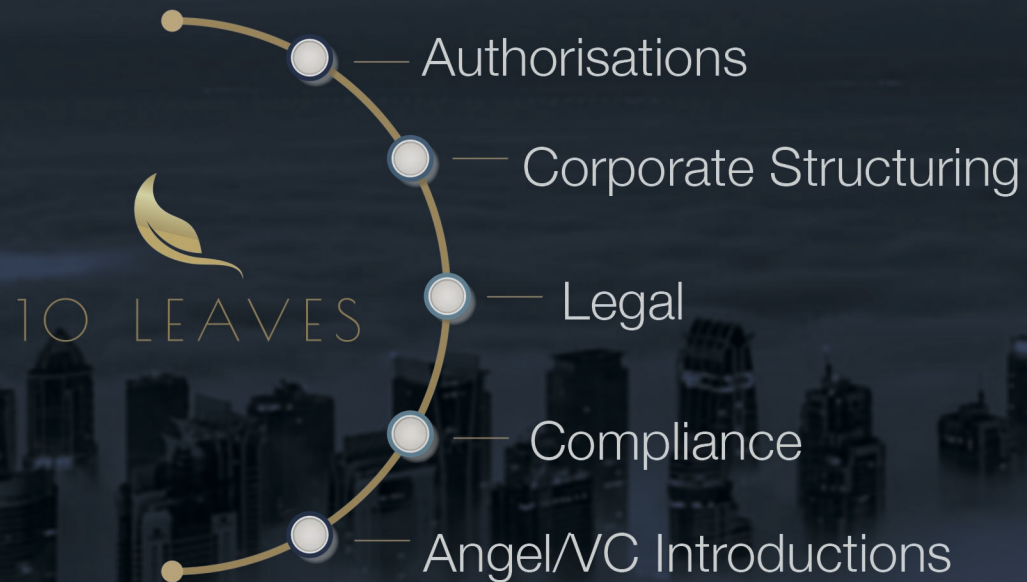 Authorisations
Corporate Structuring
10 LEAVES
Legal
Compliance
Angel/VC Introductions